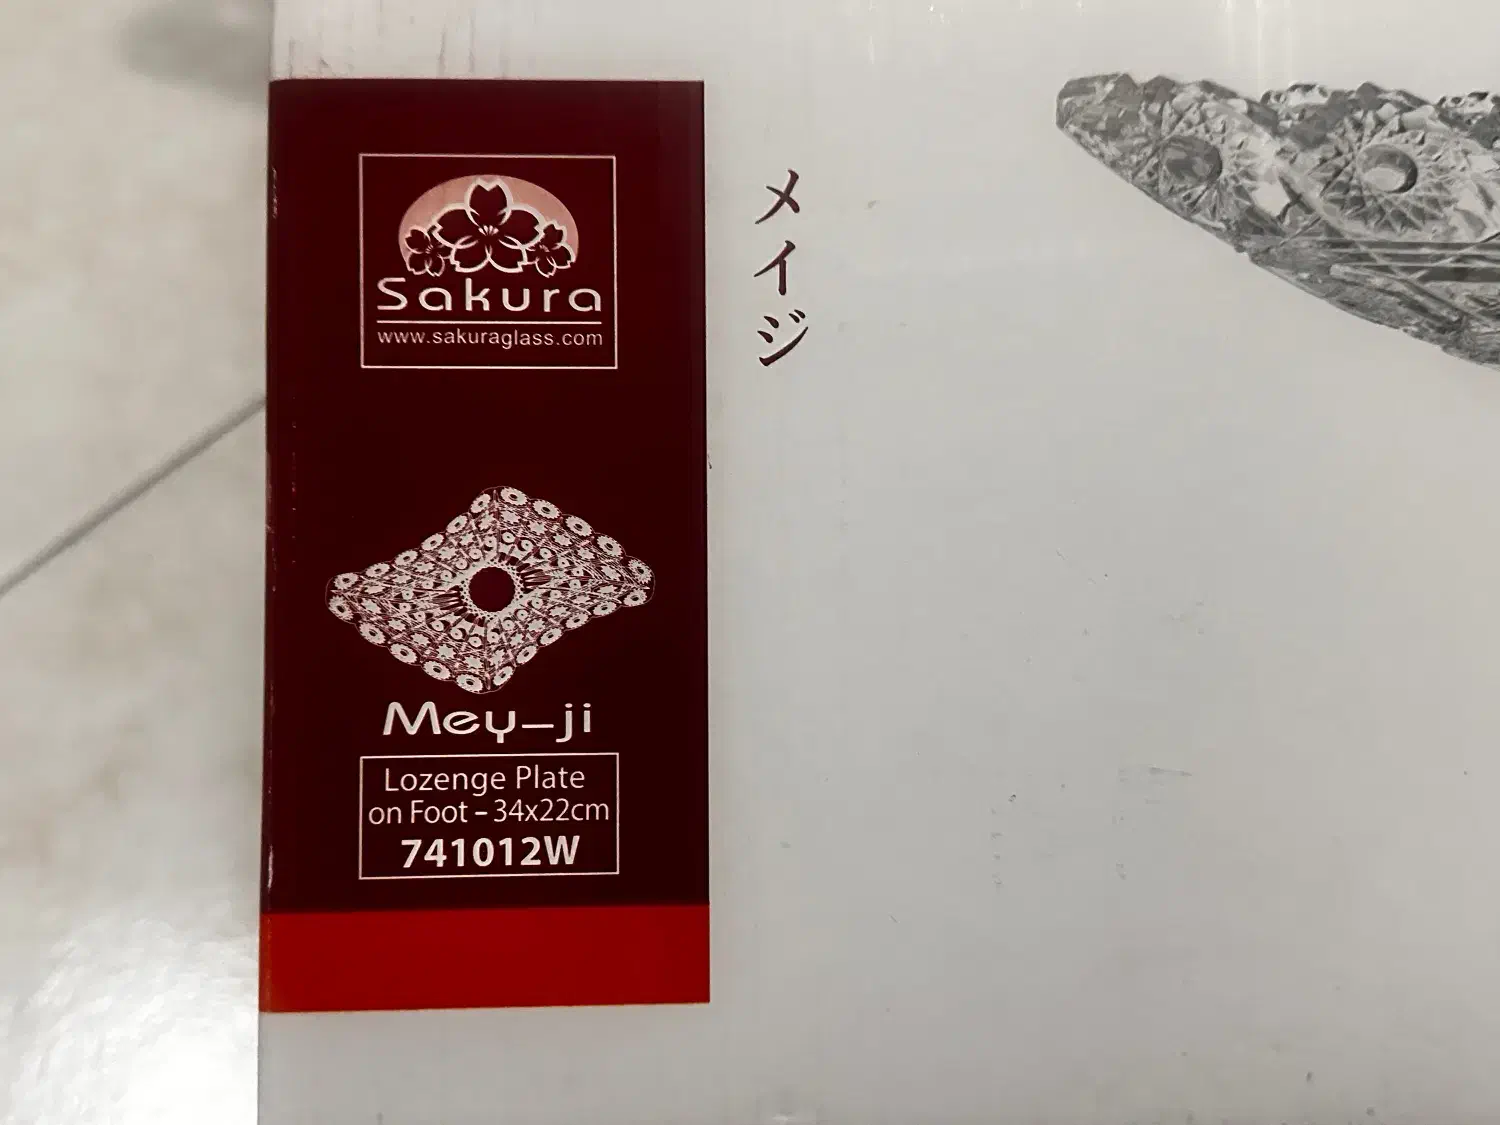 Sakura
www.sakuraglass.com
メイジ
Mey-ji
Lozenge Plate
on Foot - 34x22cm
741012W